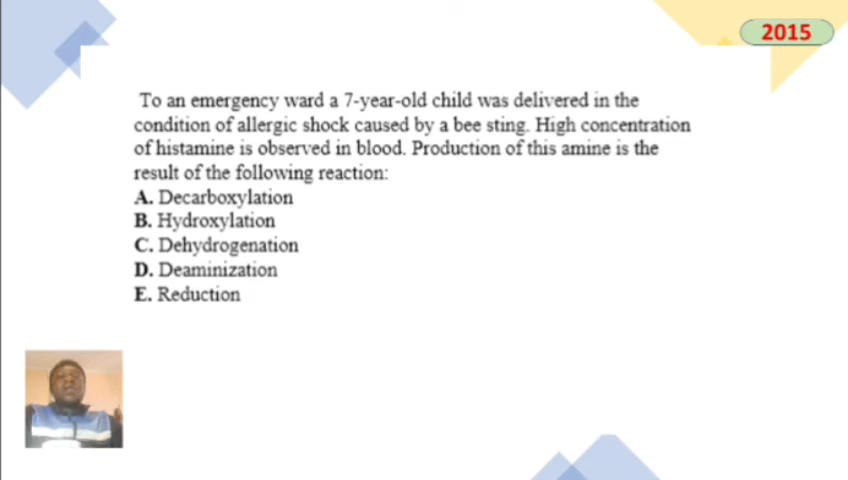 2015
To an emergency ward a 7-year-old child was delivered in the
condition of allergic shock caused by a bee sting. High concentration
of histamine is observed in blood. Production of this amine is the
result of the following reaction:
A. Decarboxylation
B. Hydroxylation
C. Dehydrogenation
D. Deaminization
E. Reduction